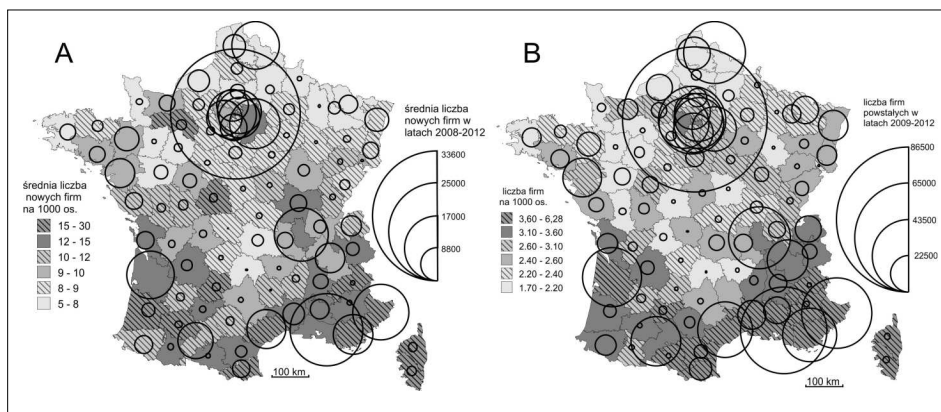 A
średnia liczba
nowych firm w
latach 2008-2012
33600
25000
17000
8800
średnia liczba
nowych firm
na 1000 os.
15 - 30
12 - 15
10 - 12
9 - 10
8 - 9
5 - 8
100 km
B
liczba firm
powstałych w
latach 2009-2012
86500
65000
43500
22500
liczba firm
na 1000 os.
3,60 - 6,28
3.10 - 3.60
2.60 - 3.10
2.40 - 2.60
2.20 - 2.40
1.70 - 2.20
100 km